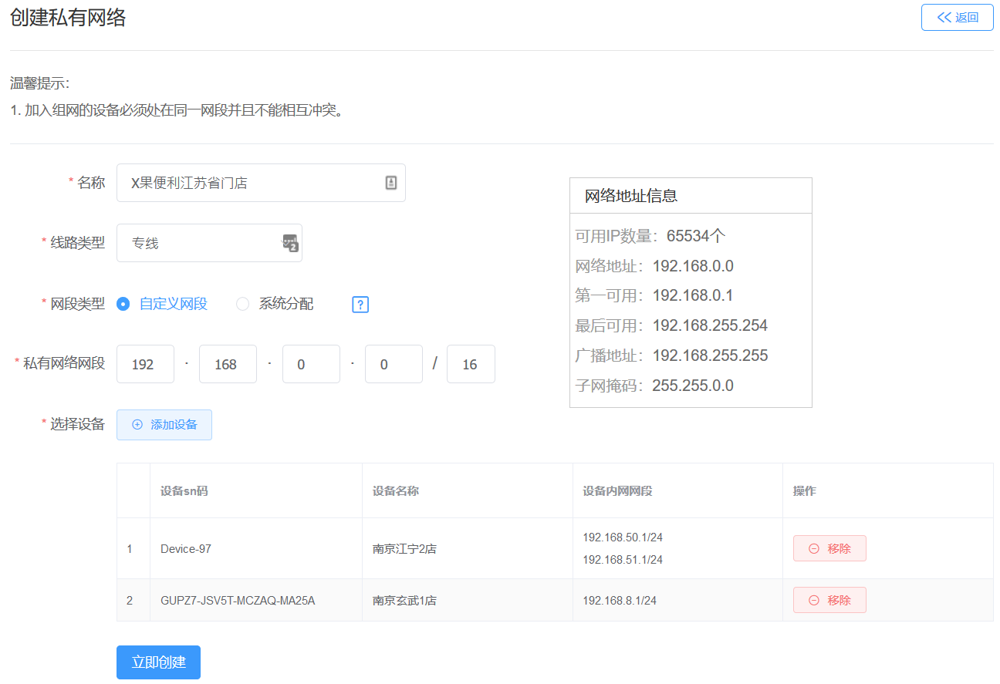 创建私有网络
返回
温馨提示:
1. 加入组网的设备必须处在同一网段并且不能相互冲突。
* 名称 X果便利江苏省门店
* 线路类型 专线 2
* 网段类型 自定义网段 系统分配 ?
* 私有网络网段 192 · 168 · 0 · 0 / 16
网络地址信息
可用IP数量: 65534个
网络地址: 192.168.0.0
第一可用: 192.168.0.1
最后可用: 192.168.255.254
广播地址: 192.168.255.255
子网掩码: 255.255.0.0
* 选择设备 添加设备
设备sn码 设备名称 设备内网网段 操作
1 Device-97 南京江宁2店 192.168.50.1/24 移除
192.168.51.1/24
2 GUPZ7-JSV5T-MCZAQ-MA25A 南京玄武1店 192.168.8.1/24 移除
立即创建